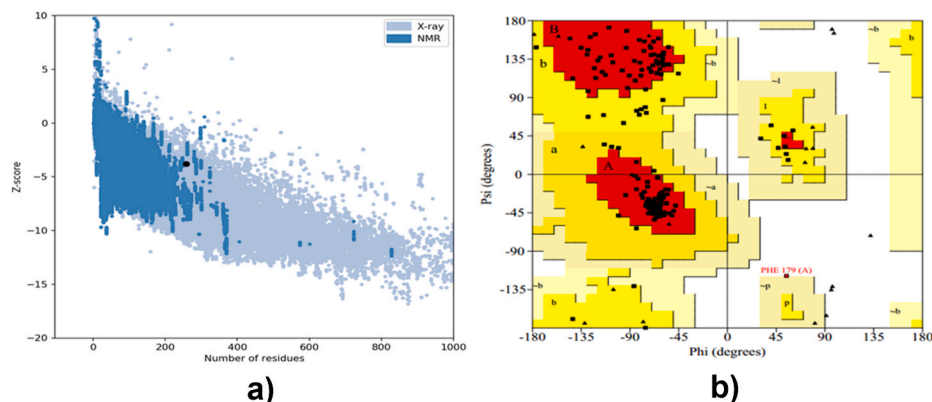 X-ray
NMR
10
5
0
−5
−10
−15
−20
Z-score
0
200
400
600
800
1000
Number of residues
a)
180
135
90
45
0
-45
-90
-135
Psi (degrees)
B
b
a
A
b
~b
~a
~b
b
~l
l
PHE 179 (A)
~p
p
~b
-180
-135
-90
-45
0
45
90
135
180
Phi (degrees)
b)